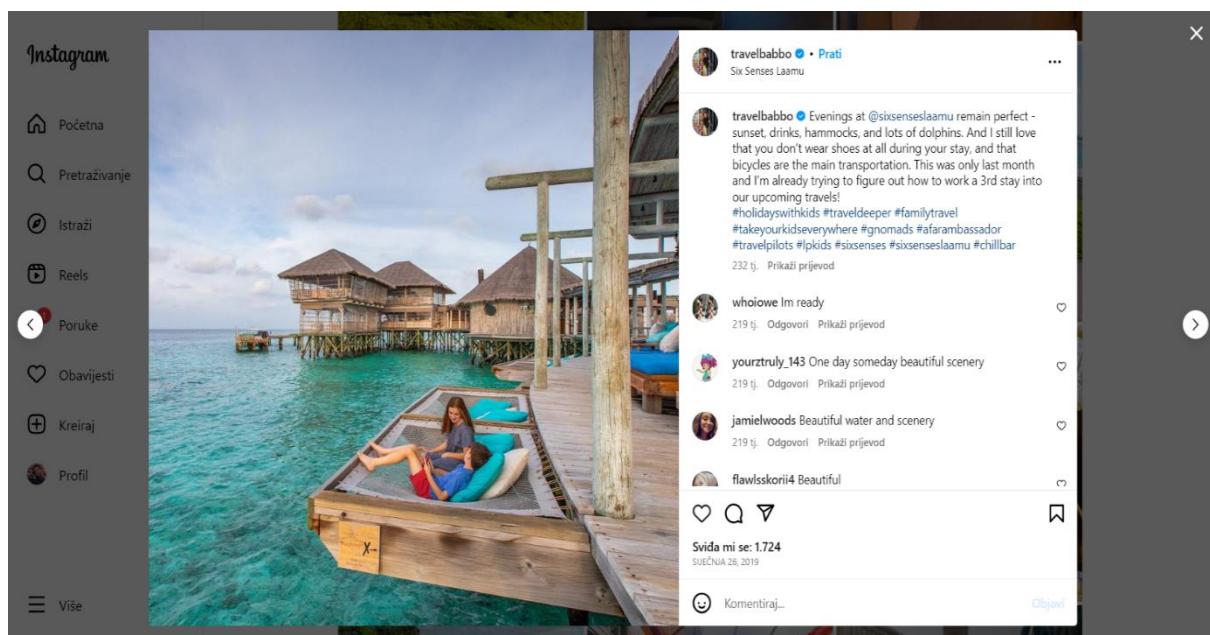 Instagram
Početna
Pretraživanje
Istraži
Reels
Poruke
Obavijesti
Kreiraj
Profil
Više
X
travelbabbo • Prati
Six Senses Laamu
travelbabbo Evenings at @sixsenseslaamu remain perfect -
sunset, drinks, hammocks, and lots of dolphins. And I still love
that you don't wear shoes at all during your stay, and that
bicycles are the main transportation. This was only last month
and I'm already trying to figure out how to work a 3rd stay into
our upcoming travels!
#holidayswithkids #traveldeeper #familytravel
#takeyourkidseverywhere #gnomads #afarambassador
#travelpilots #lpkids #sixsenses #sixsenseslaamu #chillbar
232 tj. Prikaži prijevod
whoiowe Im ready
219 tj. Odgovori Prikaži prijevod
yourztruly_143 One day someday beautiful scenery
219 tj. Odgovori Prikaži prijevod
jamielwoods Beautiful water and scenery
219 tj. Odgovori Prikaži prijevod
flawlsskorii4 Beautiful
Sviđa mi se: 1.724
SIJEČNJA 26, 2019
Komentiraj...
Objavi